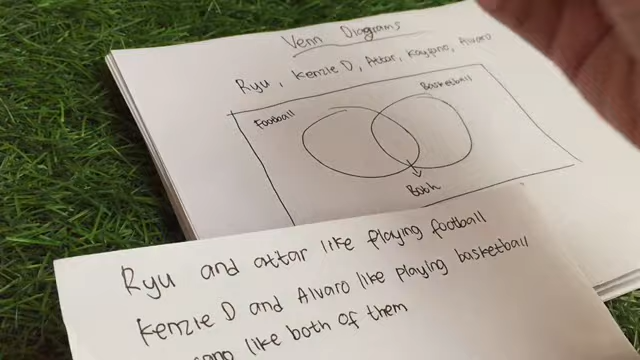 Venn Diagrams
Ryu, Kenzie D, Attar, Kaysano, Alvaro
Football
Basketball
Both
Ryu and attar like playing football
Kenzie D and Alvaro like playing basketball
like both of them